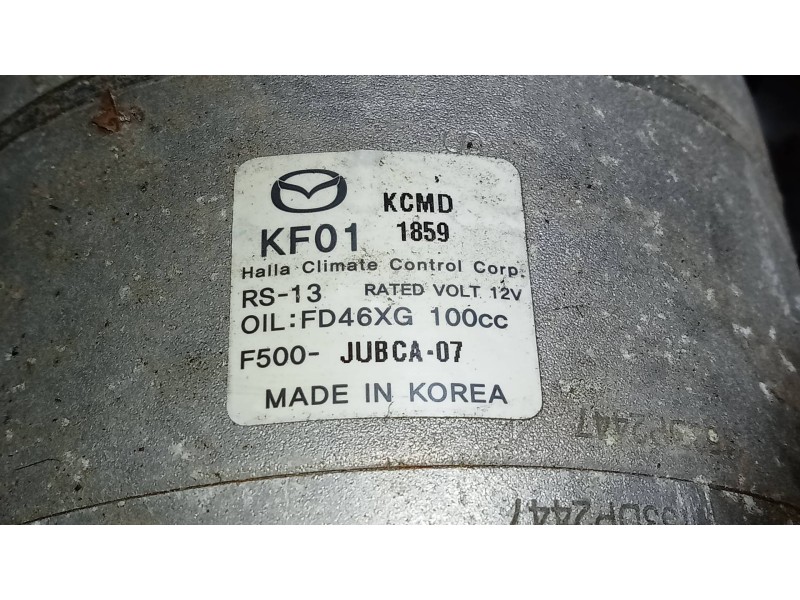 KCMD
KF01 1859
Halla Climate Control Corp.
RS-13 RATED VOLT 12V
OIL:FD46XG 100cc
F500- JUBCA-07
MADE IN KOREA